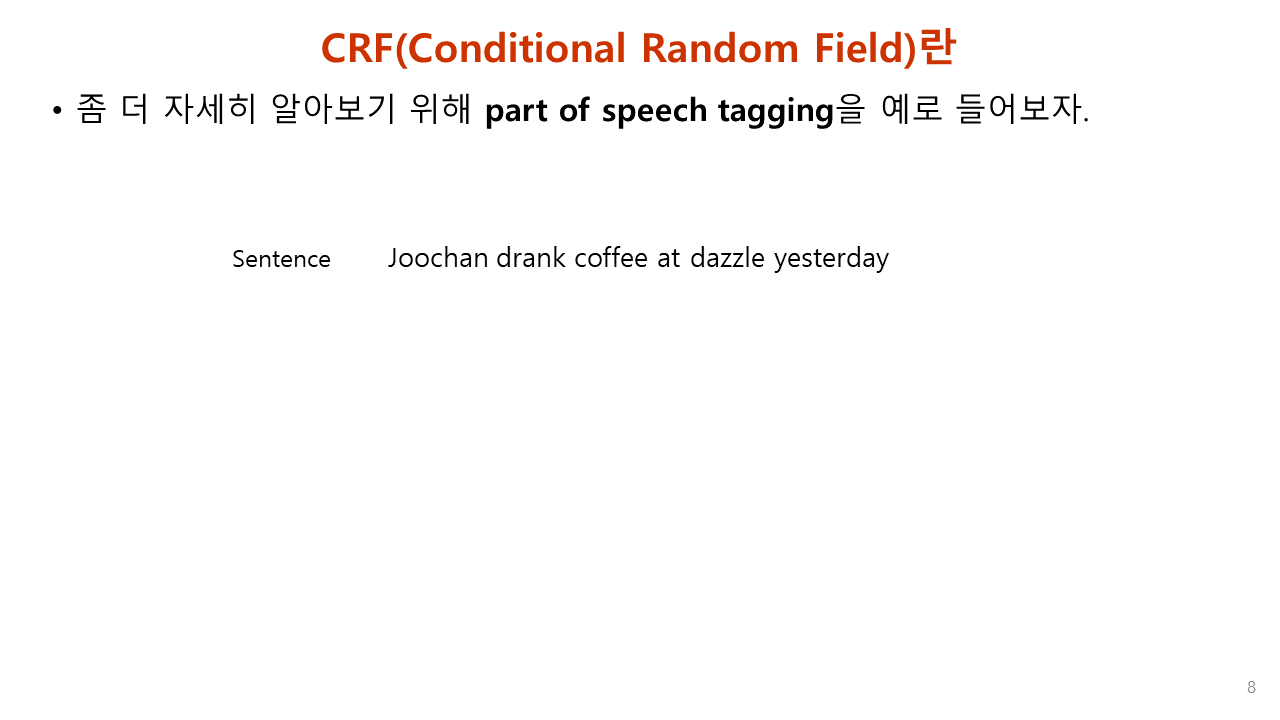 CRF(Conditional Random Field)란
• 좀 더 자세히 알아보기 위해 part of speech tagging을 예로 들어보자.
Sentence Joochan drank coffee at dazzle yesterday
8